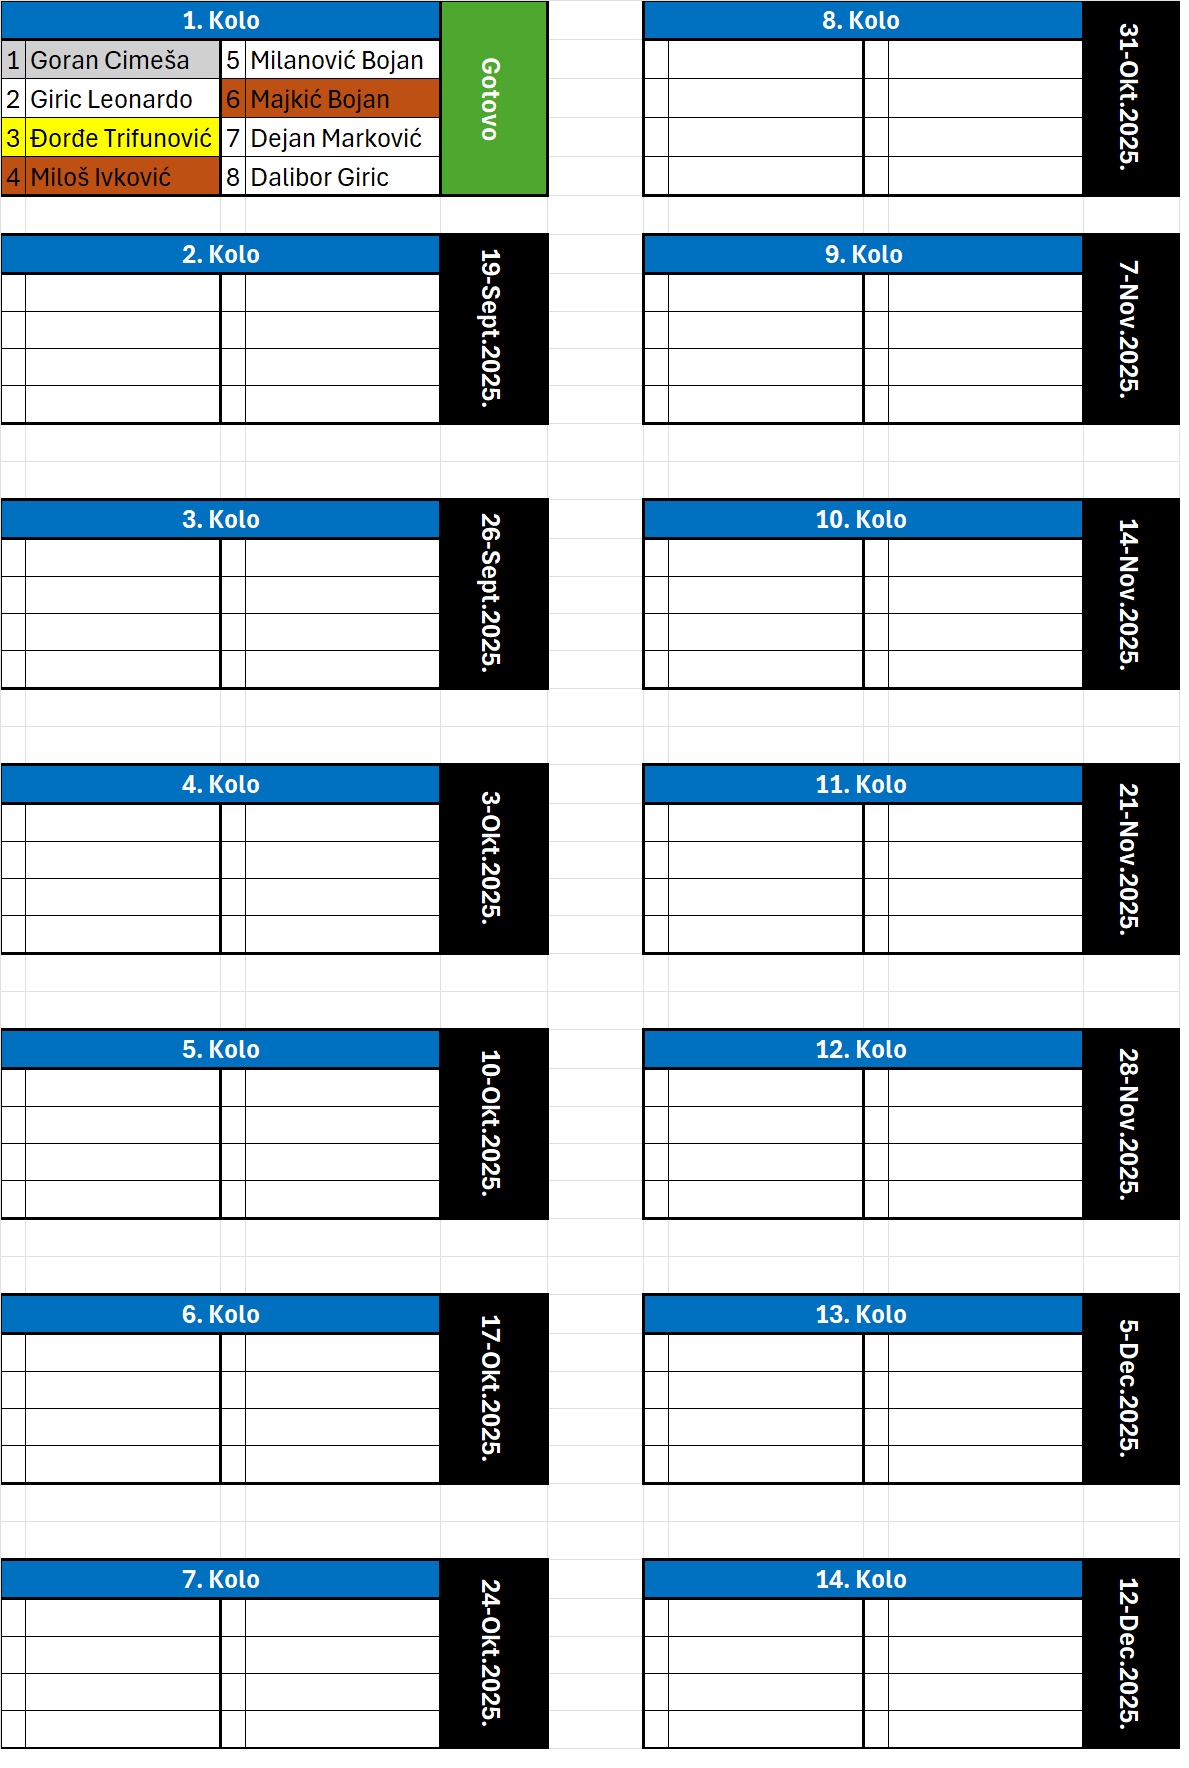 1. Kolo
1 Goran Cimeša 5 Milanović Bojan
2 Giric Leonardo 6 Majkić Bojan
3 Đorđe Trifunović 7 Dejan Marković
4 Miloš Ivković 8 Dalibor Giric
Gotovo
2. Kolo
19-Sept.2025.
3. Kolo
26-Sept.2025.
4. Kolo
3-Okt.2025.
5. Kolo
10-Okt.2025.
6. Kolo
17-Okt.2025.
7. Kolo
24-Okt.2025.
8. Kolo
31-Okt.2025.
9. Kolo
7-Nov.2025.
10. Kolo
14-Nov.2025.
11. Kolo
21-Nov.2025.
12. Kolo
28-Nov.2025.
13. Kolo
5-Dec.2025.
14. Kolo
12-Dec.2025.